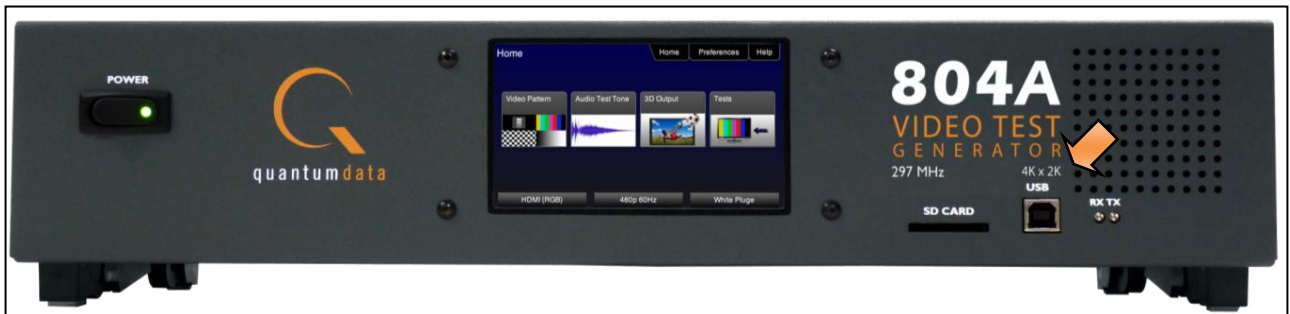 POWER
quantumdata
Home
Home Preferences Help
Video Pattern Audio Test Tone 3D Output Tests
HDMI (RGB) 480p 60Hz White Pluge
804A
VIDEO TEST
GENERATOR
297 MHz 4K x 2K
USB
SD CARD
RX TX